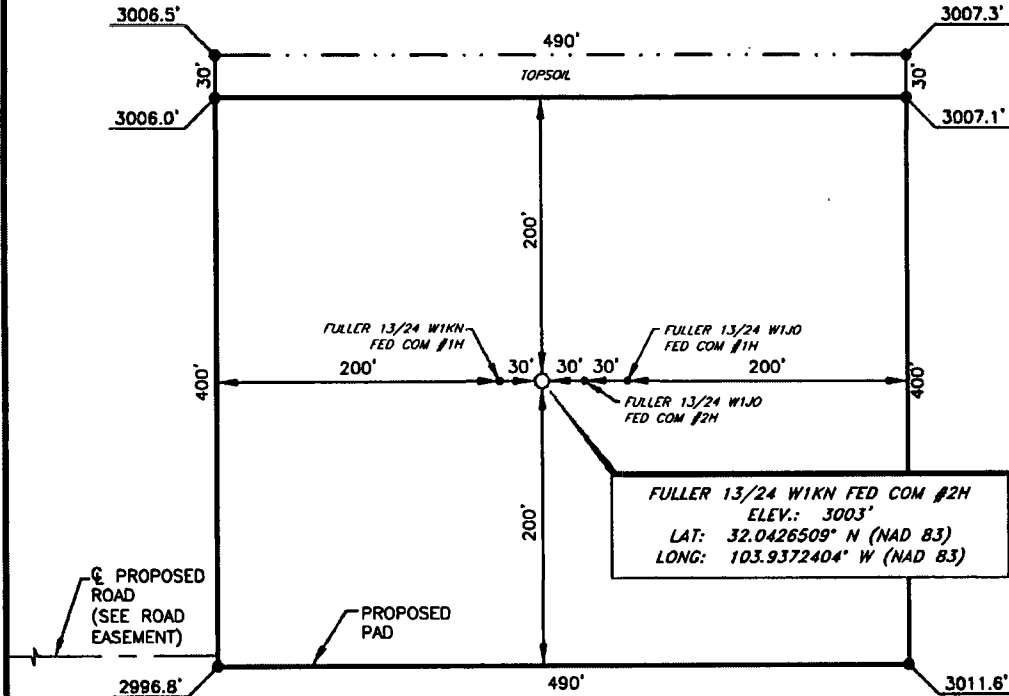 3006.5'
3007.3'
490'
30'
TOPSOIL
30'
3006.0'
3007.1'
200'
FULLER 13/24 W1KN
FED COM #1H
FULLER 13/24 W1JO
FED COM #1H
400'
200'
30'
30'
30'
200'
400'
FULLER 13/24 W1JO
FED COM #2H
200'
FULLER 13/24 W1KN FED COM #2H
ELEV.: 3003'
LAT: 32.0426509° N (NAD 83)
LONG: 103.9372404° W (NAD 83)
℄ PROPOSED
ROAD
(SEE ROAD
EASEMENT)
PROPOSED
PAD
2996.8'
490'
3011.6'